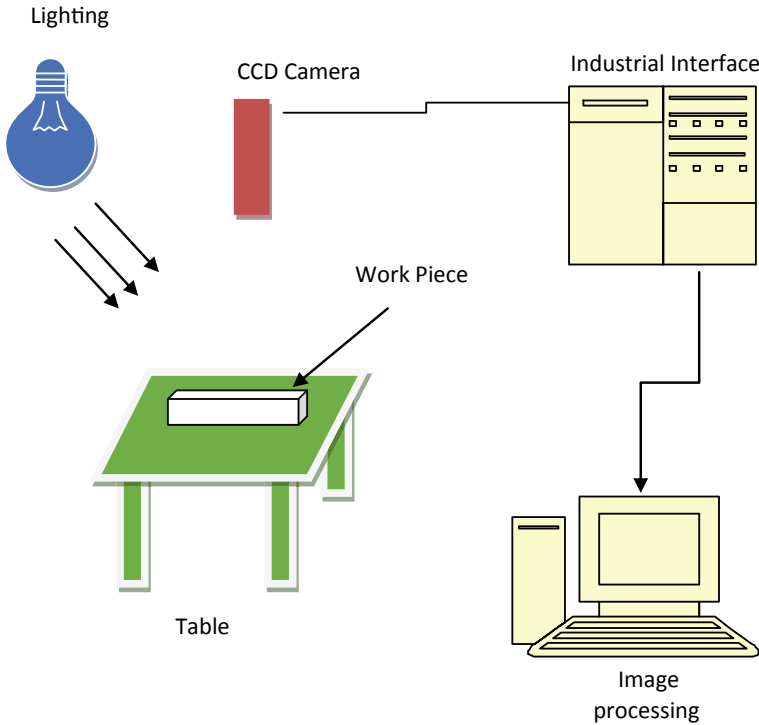 Lighting
CCD Camera
Industrial Interface
Work Piece
Table
Image
processing